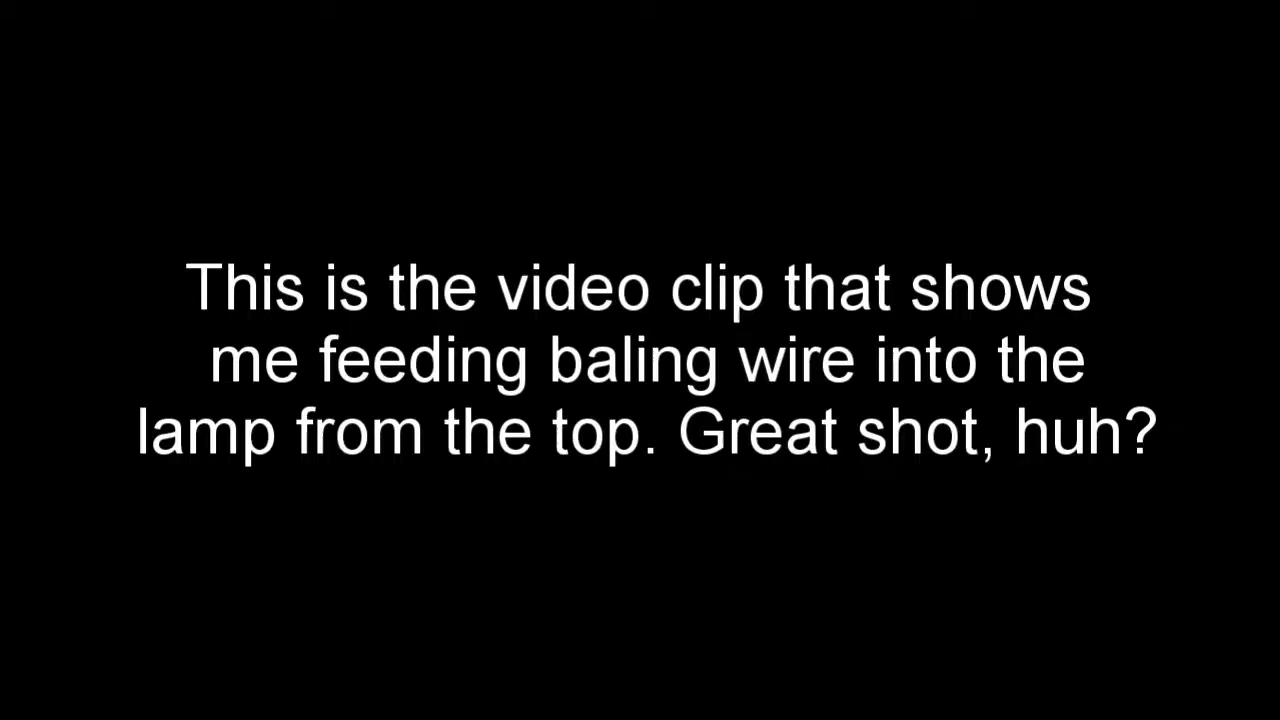 This is the video clip that shows
me feeding baling wire into the
lamp from the top. Great shot, huh?